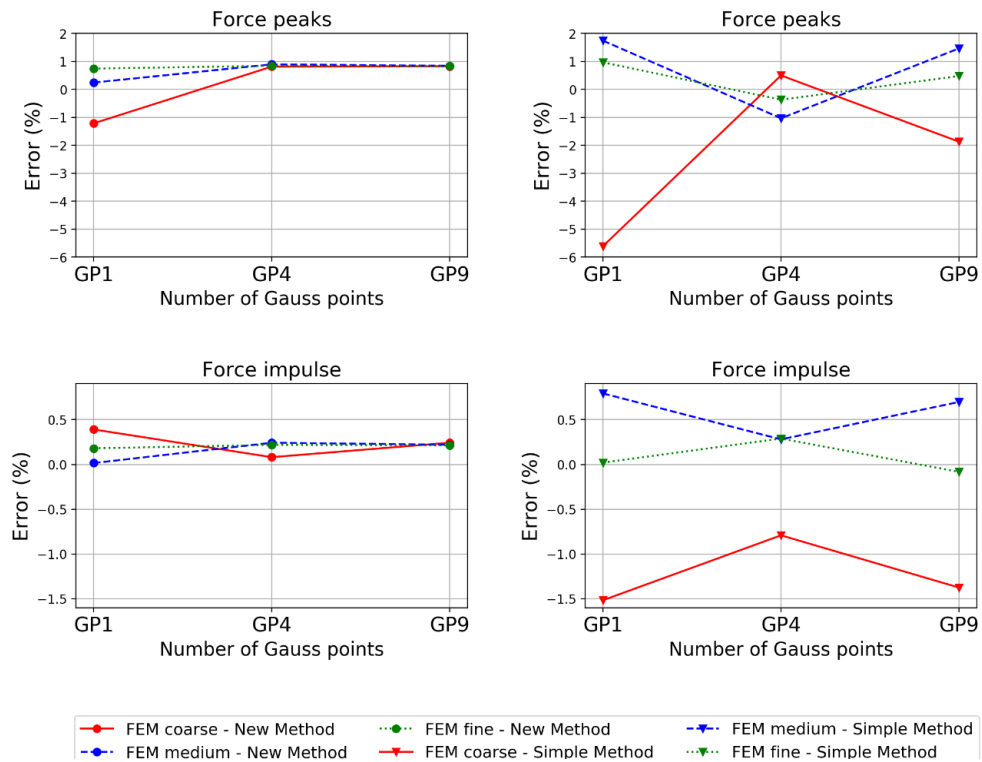 Force peaks
2
1
0
−1
−2
−3
−4
−5
−6
Error (%)
GP1 GP4 GP9
Number of Gauss points
Force peaks
2
1
0
−1
−2
−3
−4
−5
−6
Error (%)
GP1 GP4 GP9
Number of Gauss points
Force impulse
0.5
0.0
−0.5
−1.0
−1.5
Error (%)
GP1 GP4 GP9
Number of Gauss points
Force impulse
0.5
0.0
−0.5
−1.0
−1.5
Error (%)
GP1 GP4 GP9
Number of Gauss points
FEM coarse - New Method
FEM medium - New Method
FEM fine - New Method
FEM coarse - Simple Method
FEM medium - Simple Method
FEM fine - Simple Method